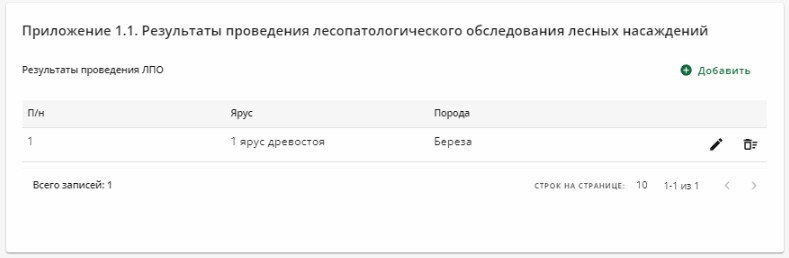 Приложение 1.1. Результаты проведения лесопатологического обследования лесных насаждений
Результаты проведения ЛПО
Добавить
П/н Ярус Порода
1 1 ярус древостоя Береза
Всего записей: 1 СТРОК НА СТРАНИЦЕ: 10 1-1 из 1